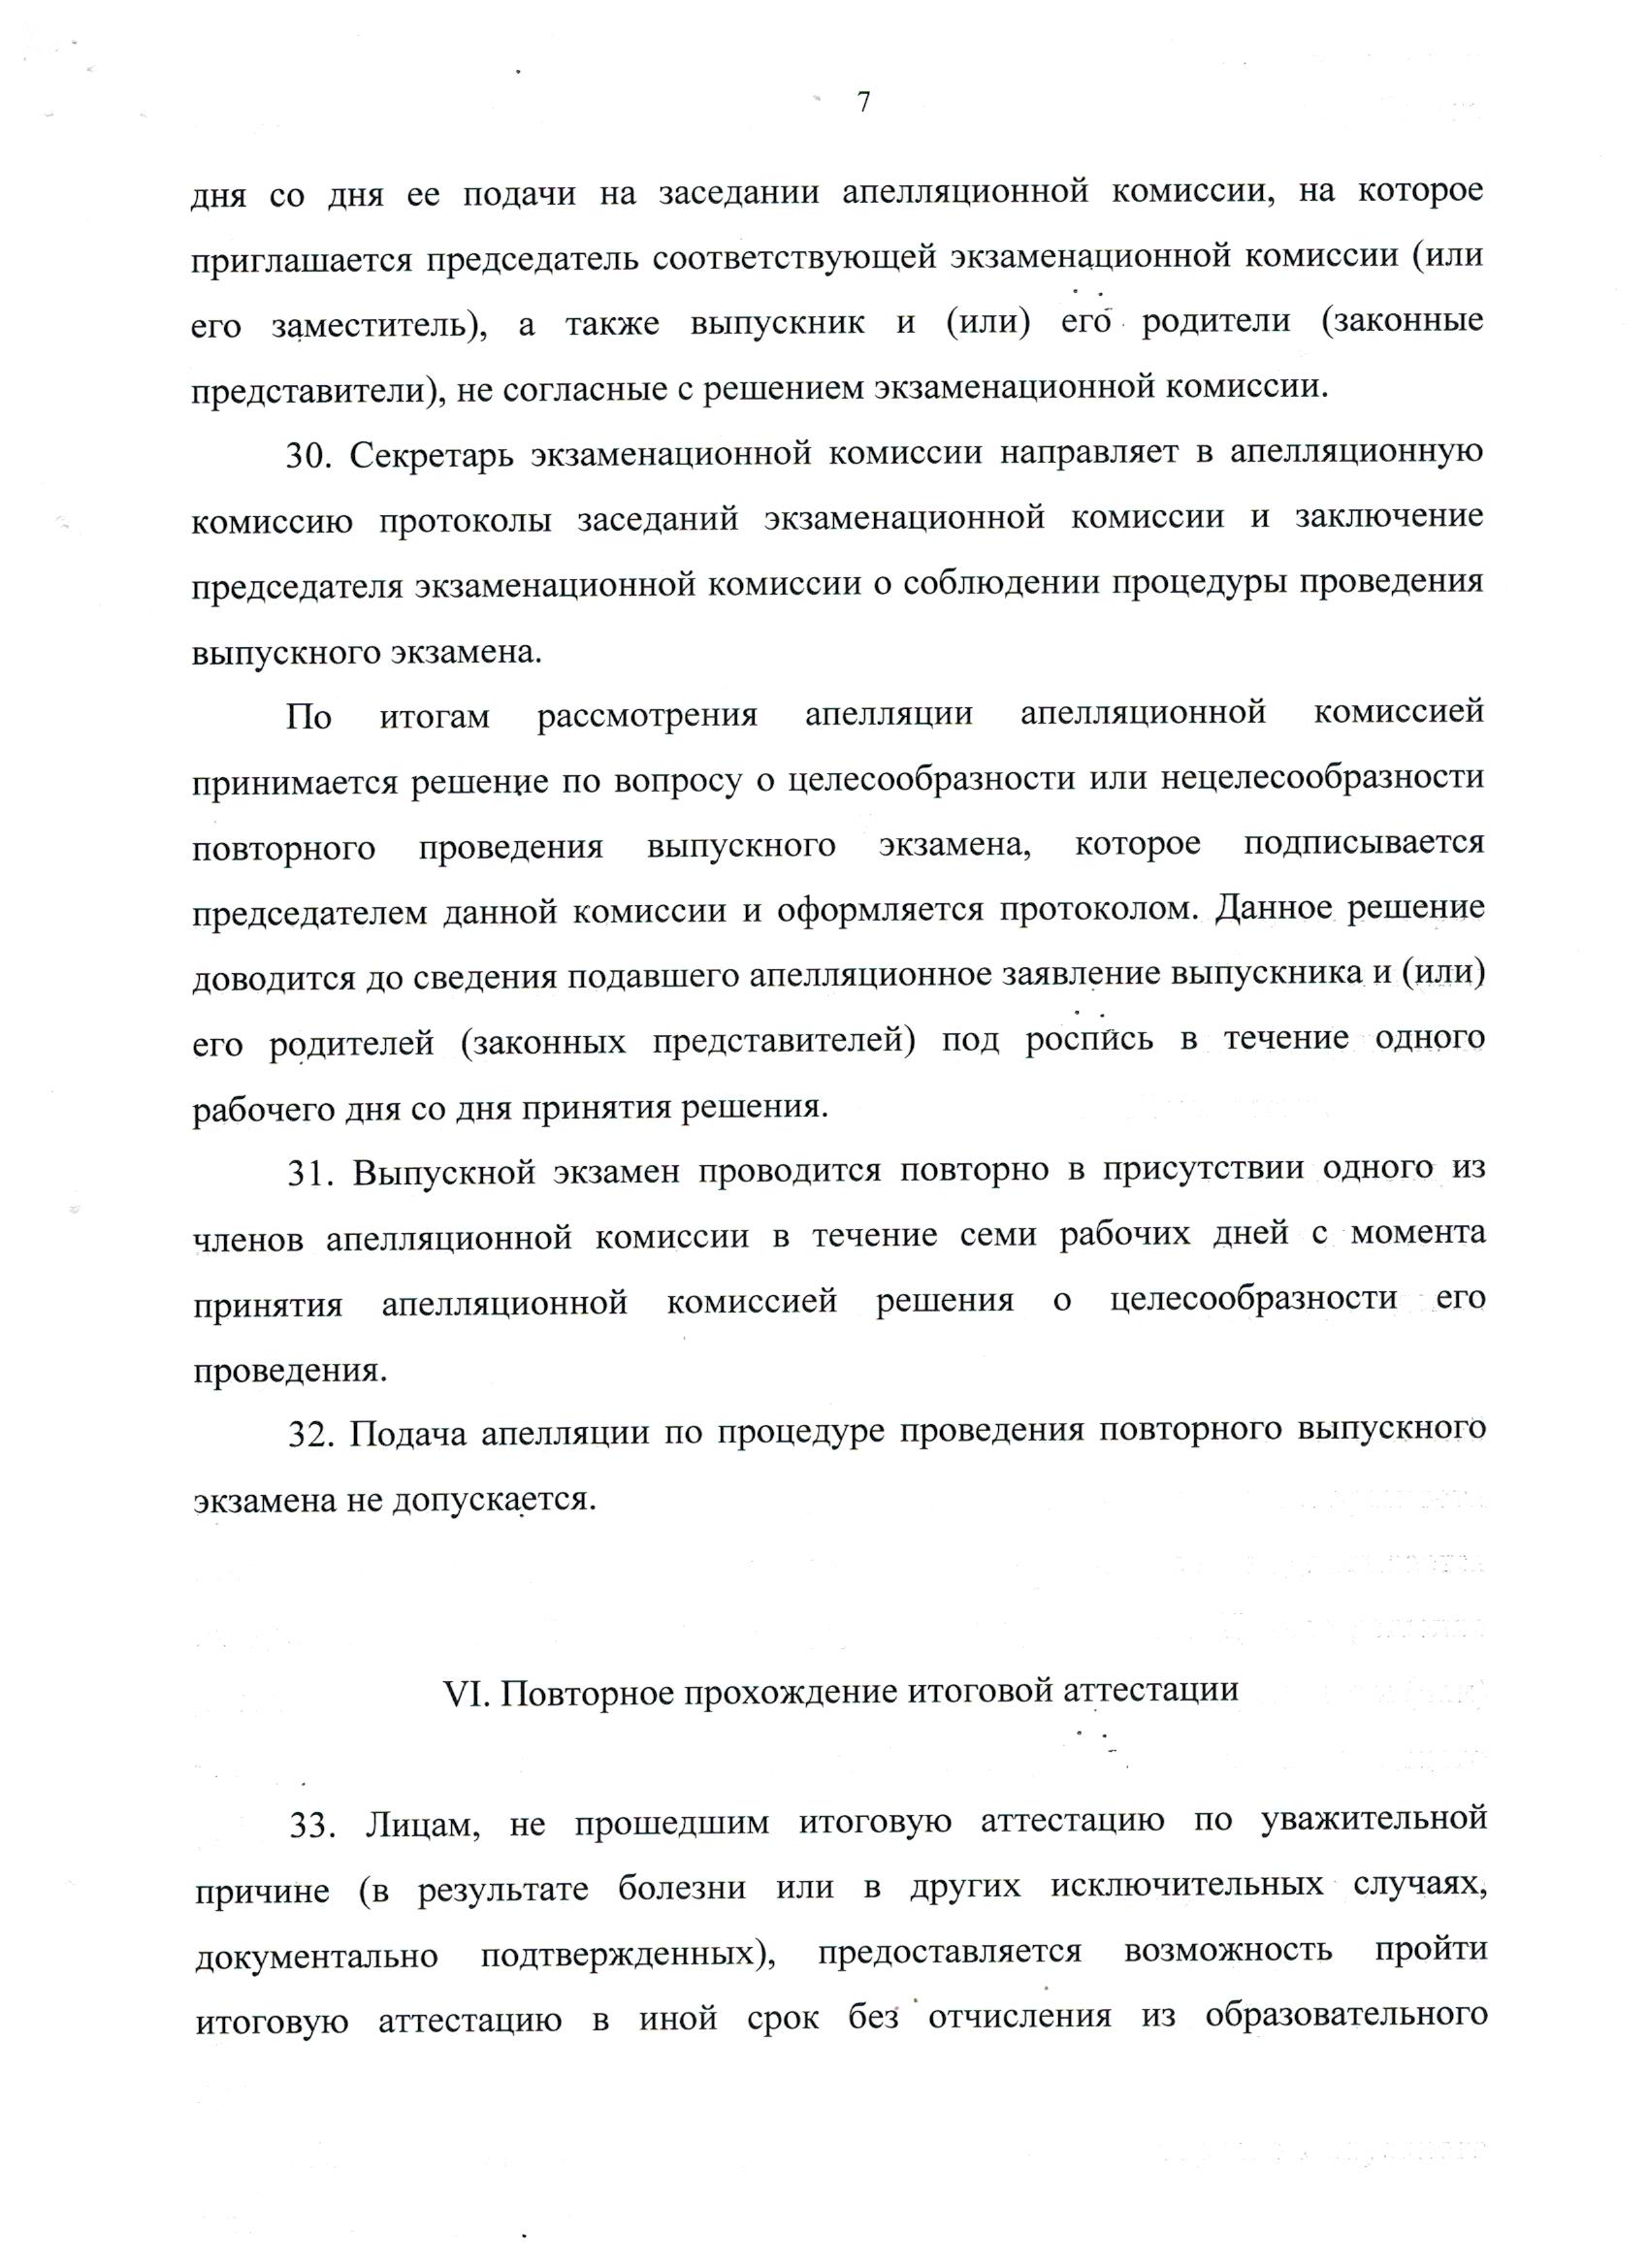 7
дня со дня ее подачи на заседании апелляционной комиссии, на которое
приглашается председатель соответствующей экзаменационной комиссии (или
его заместитель), а также выпускник и (или) его родители (законные
представители), не согласные с решением экзаменационной комиссии.
30. Секретарь экзаменационной комиссии направляет в апелляционную
комиссию протоколы заседаний экзаменационной комиссии и заключение
председателя экзаменационной комиссии о соблюдении процедуры проведения
выпускного экзамена.
По итогам рассмотрения апелляции апелляционной комиссией
принимается решение по вопросу о целесообразности или нецелесообразности
повторного проведения выпускного экзамена, которое подписывается
председателем данной комиссии и оформляется протоколом. Данное решение
доводится до сведения подавшего апелляционное заявление выпускника и (или)
его родителей (законных представителей) под роспись в течение одного
рабочего дня со дня принятия решения.
31. Выпускной экзамен проводится повторно в присутствии одного из
членов апелляционной комиссии в течение семи рабочих дней с момента
принятия апелляционной комиссией решения о целесообразности его
проведения.
32. Подача апелляции по процедуре проведения повторного выпускного
экзамена не допускается.
VI. Повторное прохождение итоговой аттестации
33. Лицам, не прошедшим итоговую аттестацию по уважительной
причине (в результате болезни или в других исключительных случаях,
документально подтвержденных), предоставляется возможность пройти
итоговую аттестацию в иной срок без отчисления из образовательного